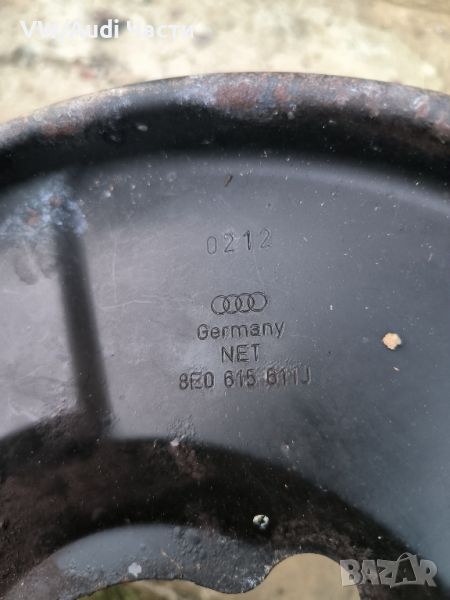 VW/Audi Части
0212
Germany
NET
8E0 615 611J
BAZAR